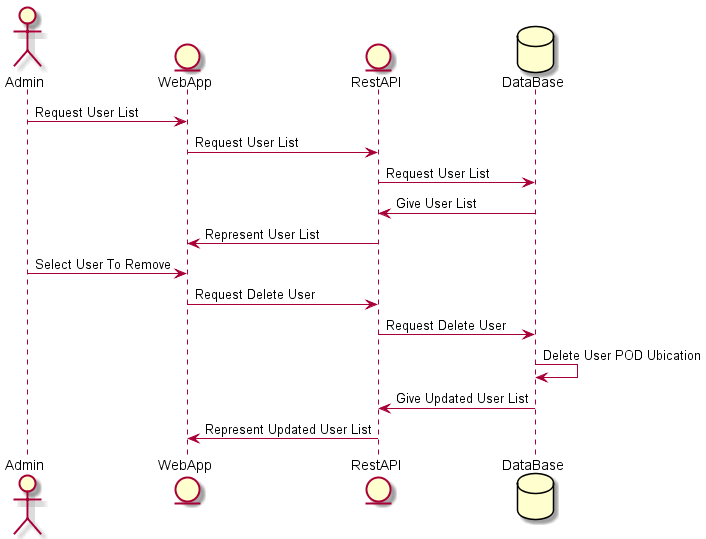 Admin
WebApp
RestAPI
DataBase
Request User List
Request User List
Request User List
Give User List
Represent User List
Select User To Remove
Request Delete User
Request Delete User
Delete User POD Ubication
Give Updated User List
Represent Updated User List
Admin
WebApp
RestAPI
DataBase